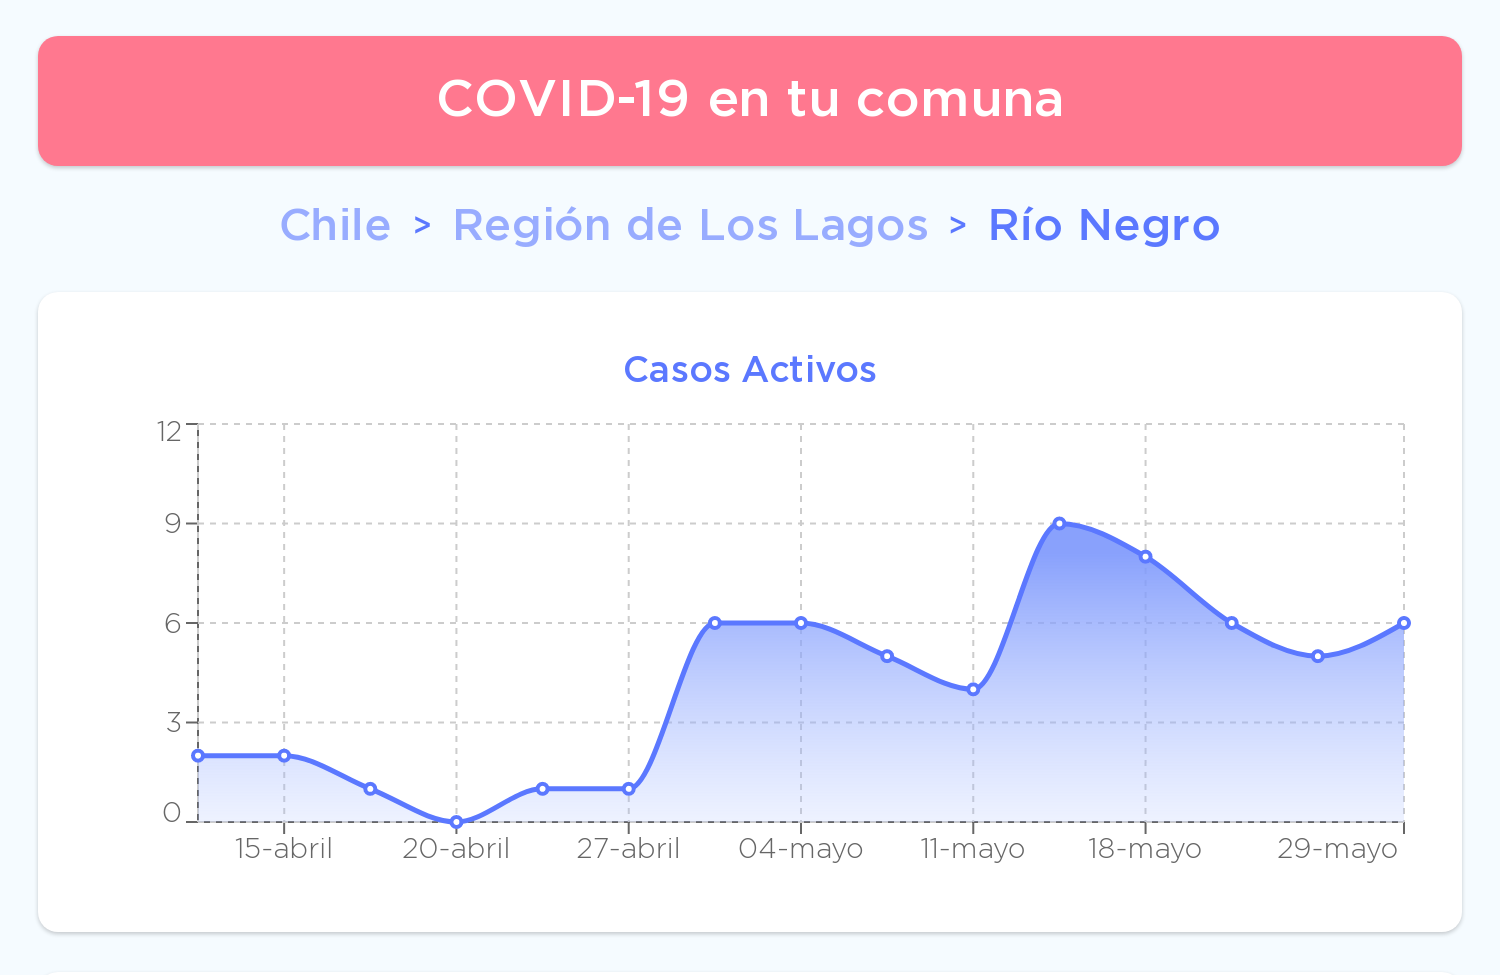 COVID-19 en tu comuna
Chile > Región de Los Lagos > Río Negro
Casos Activos
12
9
6
3
0
15-abril 20-abril 27-abril 04-mayo 11-mayo 18-mayo 29-mayo